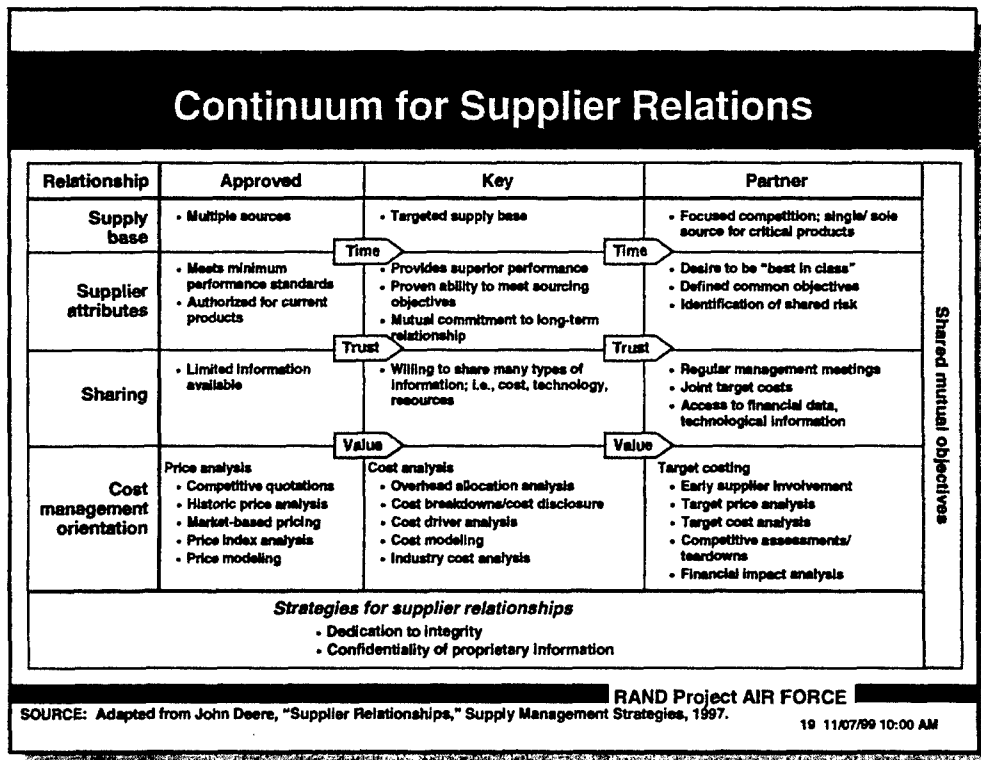 Continuum for Supplier Relations
Relationship
Approved
Key
Partner
Supply
base
• Multiple sources
• Targeted supply base
• Focused competition; single/ sole
source for critical products
Time
Time
Supplier
attributes
• Meets minimum
performance standards
• Authorized for current
products
• Provides superior performance
• Proven ability to meet sourcing
objectives
• Mutual commitment to long-term
relationship
• Desire to be "best in class"
• Defined common objectives
• Identification of shared risk
Trust
Trust
Sharing
• Limited information
available
• Willing to share many types of
information; i.e., cost, technology,
resources
• Regular management meetings
• Joint target costs
• Access to financial data,
technological information
Value
Value
Cost
management
orientation
Price analysis
• Competitive quotations
• Historic price analysis
• Market-based pricing
• Price index analysis
• Price modeling
Cost analysis
• Overhead allocation analysis
• Cost breakdowns/cost disclosure
• Cost driver analysis
• Cost modeling
• Industry cost analysis
Target costing
• Early supplier involvement
• Target price analysis
• Target cost analysis
• Competitive assessments/
teardowns
• Financial impact analysis
Shared mutual objectives
Strategies for supplier relationships
• Dedication to integrity
• Confidentiality of proprietary information
RAND Project AIR FORCE
SOURCE: Adapted from John Deere, "Supplier Relationships," Supply Management Strategies, 1997.
19 11/07/99 10:00 AM